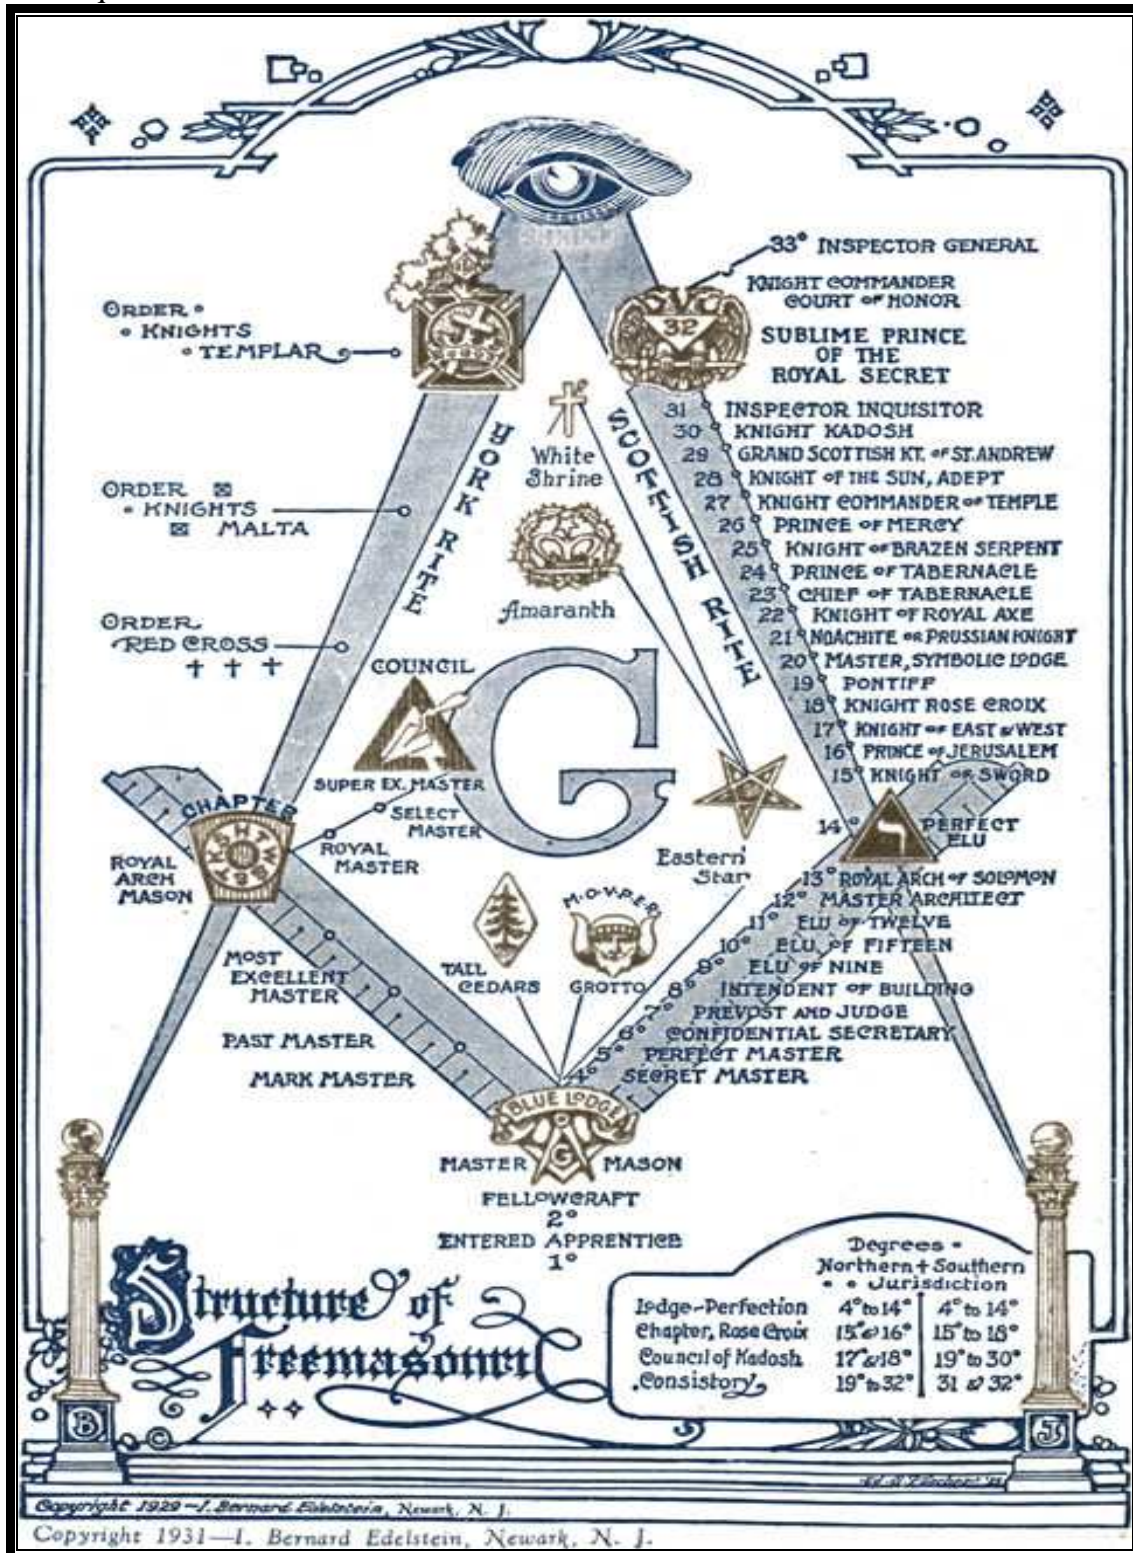 33° INSPECTOR GENERAL
KNIGHT COMMANDER
COURT OF HONOR
32
SUBLIME PRINCE
OF THE
ROYAL SECRET
ORDER
KNIGHTS
TEMPLAR
31 INSPECTOR INQUISITOR
30 KNIGHT KADOSH
29 GRAND SCOTTISH KT. OF ST. ANDREW
28 KNIGHT OF THE SUN, ADEPT
27 KNIGHT COMMANDER OF TEMPLE
26 PRINCE OF MERCY
25 KNIGHT OF BRAZEN SERPENT
24 PRINCE OF TABERNACLE
23 CHIEF OF TABERNACLE
22 KNIGHT OF ROYAL AXE
21 NOACHITE OR PRUSSIAN KNIGHT
20° MASTER, SYMBOLIC LODGE
19° PONTIFF
18° KNIGHT ROSE CROIX
17° KNIGHT OF EAST & WEST
16° PRINCE OF JERUSALEM
15° KNIGHT OF SWORD
14° PERFECT
ELU
13° ROYAL ARCH OF SOLOMON
12° MASTER ARCHITECT
11° ELU OF TWELVE
10° ELU OF FIFTEEN
9° ELU OF NINE
8° INTENDENT OF BUILDING
7° PREVOST AND JUDGE
6° CONFIDENTIAL SECRETARY
5° PERFECT MASTER
4° SECRET MASTER
YORK RITE
SCOTTISH RITE
White
Shrine
Amaranth
ORDER
KNIGHTS
MALTA
ORDER
RED CROSS
COUNCIL
SUPER EX. MASTER
SELECT
MASTER
ROYAL
MASTER
G
Eastern
Star
CHAPTER
HTWSSTKS
ROYAL
ARCH
MASON
MOST
EXCELLENT
MASTER
PAST MASTER
MARK MASTER
TALL
CEDARS
M.O.V.P.E.R.
GROTTO
BLUE LODGE
G
MASTER MASON
FELLOWCRAFT
2°
ENTERED APPRENTICE
1°
Structure of
Freemasonry
B
J
©
Degrees
Northern + Southern
Jurisdiction
Lodge-Perfection 4° to 14° 4° to 14°
Chapter, Rose Croix 15° & 16° 15° to 18°
Council of Kadosh 17° & 18° 19° to 30°
Consistory 19° to 32° 31 & 32°
Copyright 1929—I. Bernard Edelstein, Newark, N. J.
Copyright 1931—I. Bernard Edelstein, Newark, N. J.